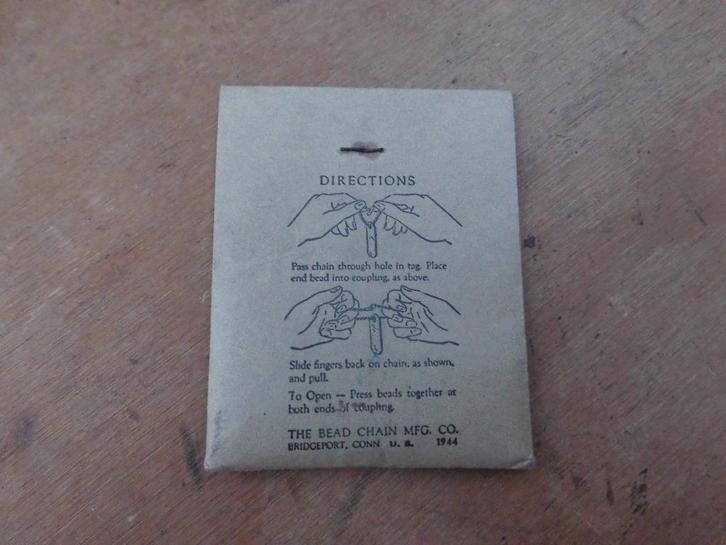 DIRECTIONS
Pass chain through hole in tag. Place
end bead into coupling, as above.
Slide fingers back on chain, as shown,
and pull.
To Open — Press beads together at
both ends of coupling.
THE BEAD CHAIN MFG. CO.
BRIDGEPORT, CONN U. S. 1944